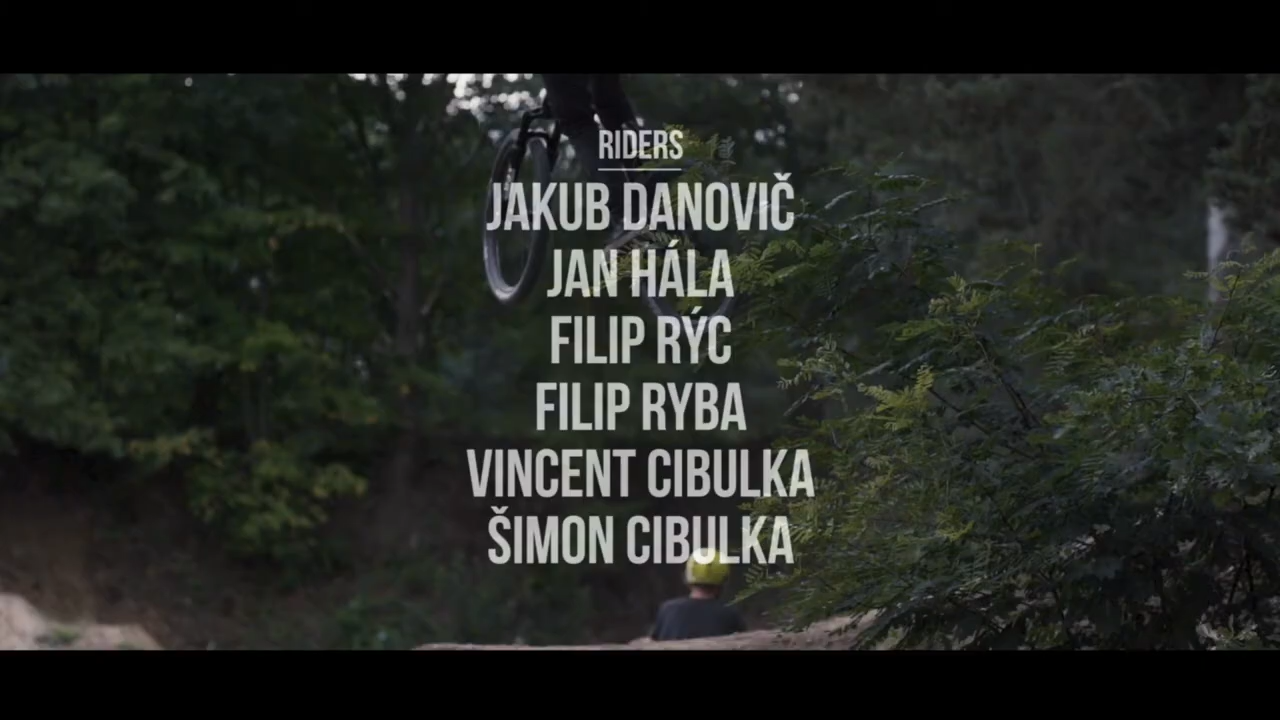 RIDERS
JAKUB DANOVIČ
JAN HÁLA
FILIP RÝC
FILIP RYBA
VINCENT CIBULKA
ŠIMON CIBULKA